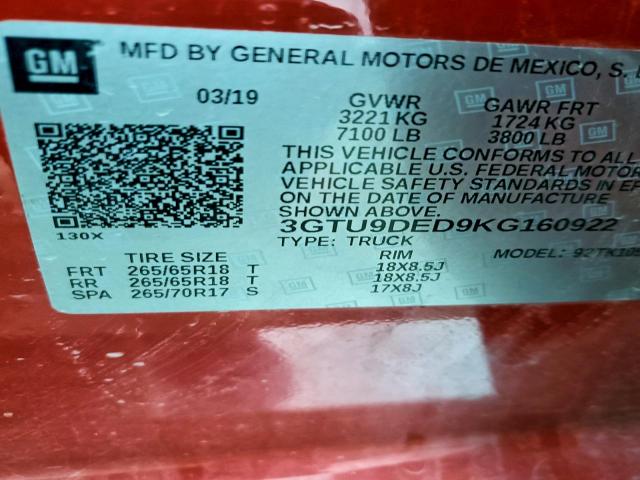 GM
MFD BY GENERAL MOTORS DE MEXICO, S.
03/19
GVWR GAWR FRT
3221 KG 1724 KG
7100 LB 3800 LB
THIS VEHICLE CONFORMS TO ALL
APPLICABLE U.S. FEDERAL MOTOR
VEHICLE SAFETY STANDARDS IN
ON THE DATE OF MANUFACTURE
SHOWN ABOVE.
3GTU9DED9KG160922
130X
TYPE: TRUCK
TIRE SIZE RIM MODEL:
FRT 265/65R18 T 18X8.5J
RR 265/65R18 T 18X8.5J
SPA 265/70R17 S 17X8J